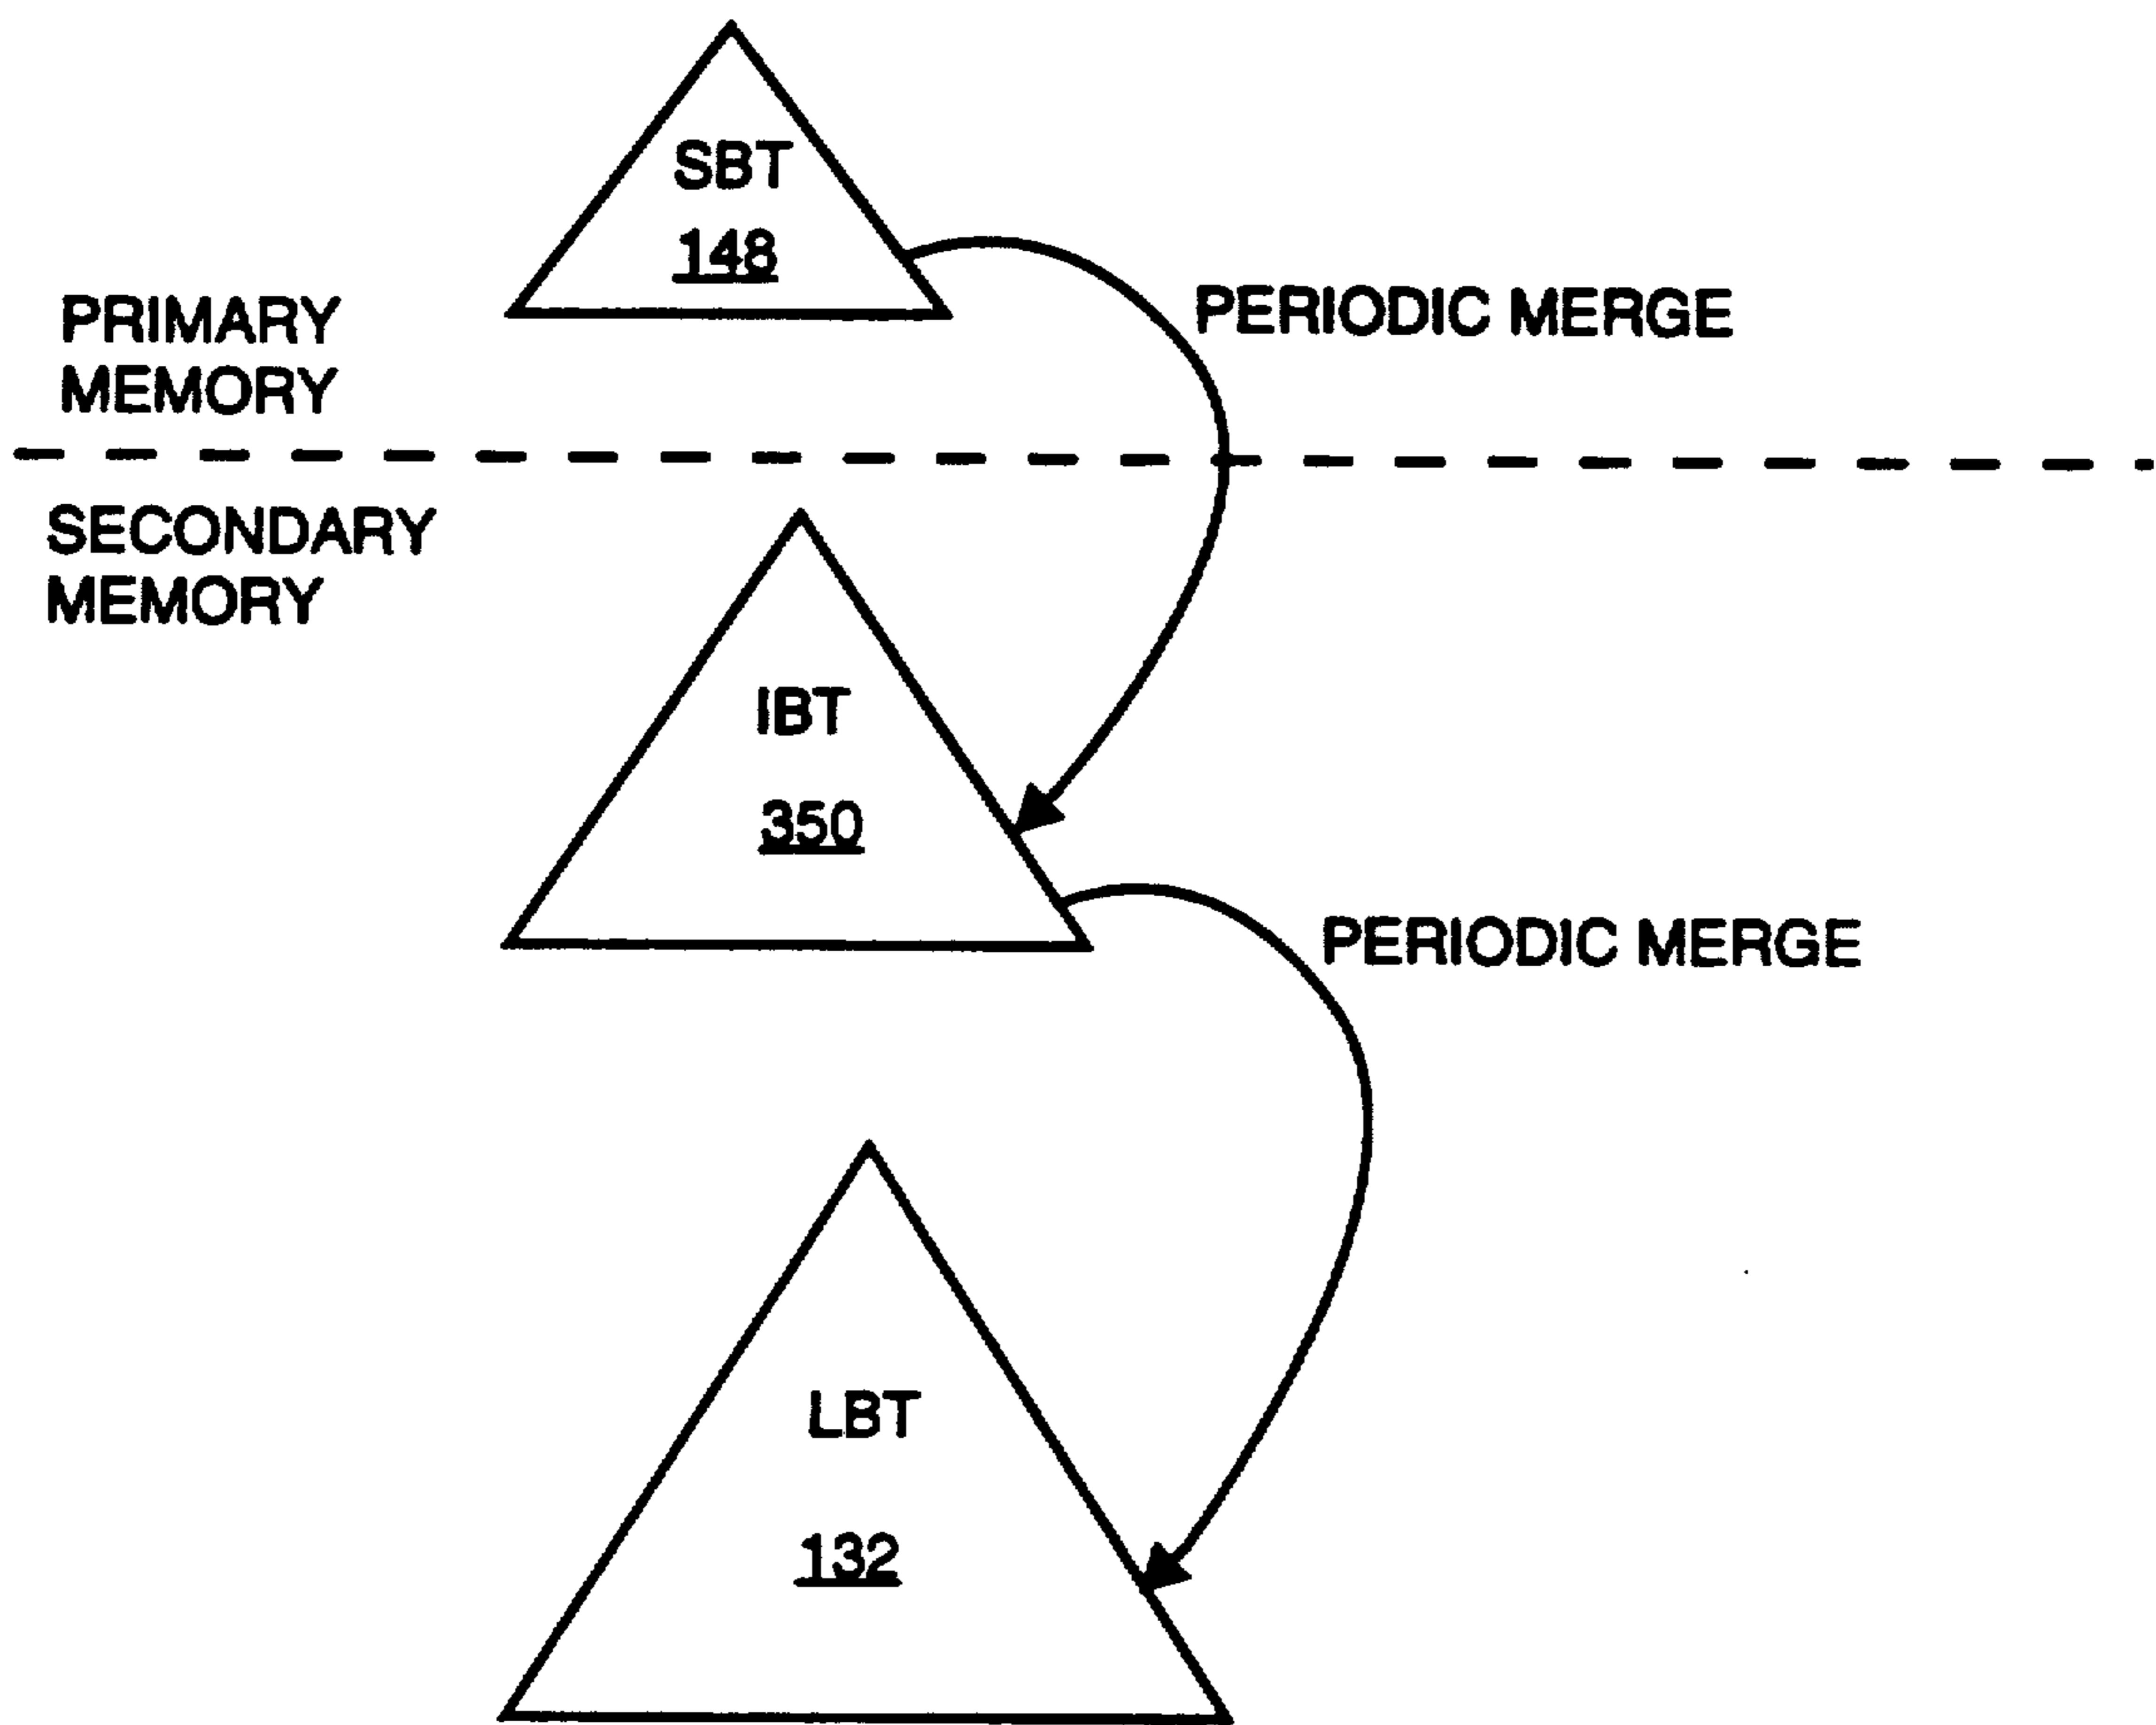 SBT
148
PRIMARY
MEMORY
PERIODIC MERGE
SECONDARY
MEMORY
IBT
350
PERIODIC MERGE
LBT
132